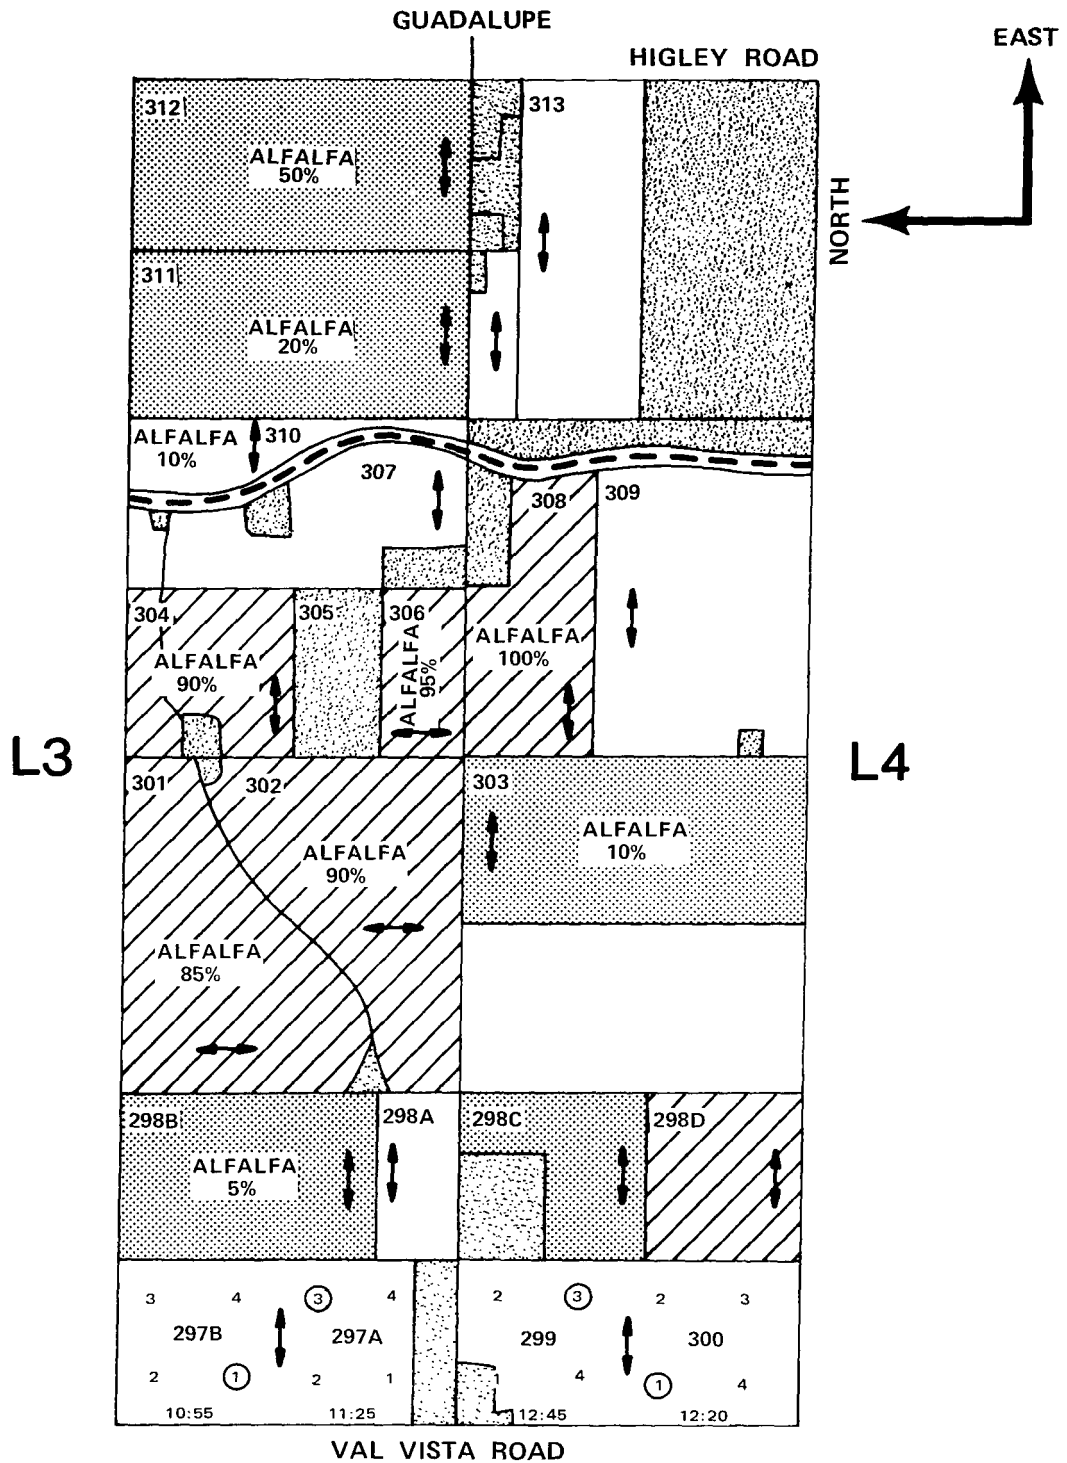 GUADALUPE
HIGLEY ROAD
EAST
NORTH
312
ALFALFA
50%
313
311
ALFALFA
20%
ALFALFA
10%
310
307
308
309
304
ALFALFA
90%
305
306
ALFALFA
95%
ALFALFA
100%
L3
L4
301
302
ALFALFA
90%
ALFALFA
85%
303
ALFALFA
10%
298B
ALFALFA
5%
298A
298C
298D
3 4 3 4
297B 297A
2 1 2 1
10:55 11:25
2 3 2 3
299 300
1 4 1 4
12:45 12:20
VAL VISTA ROAD